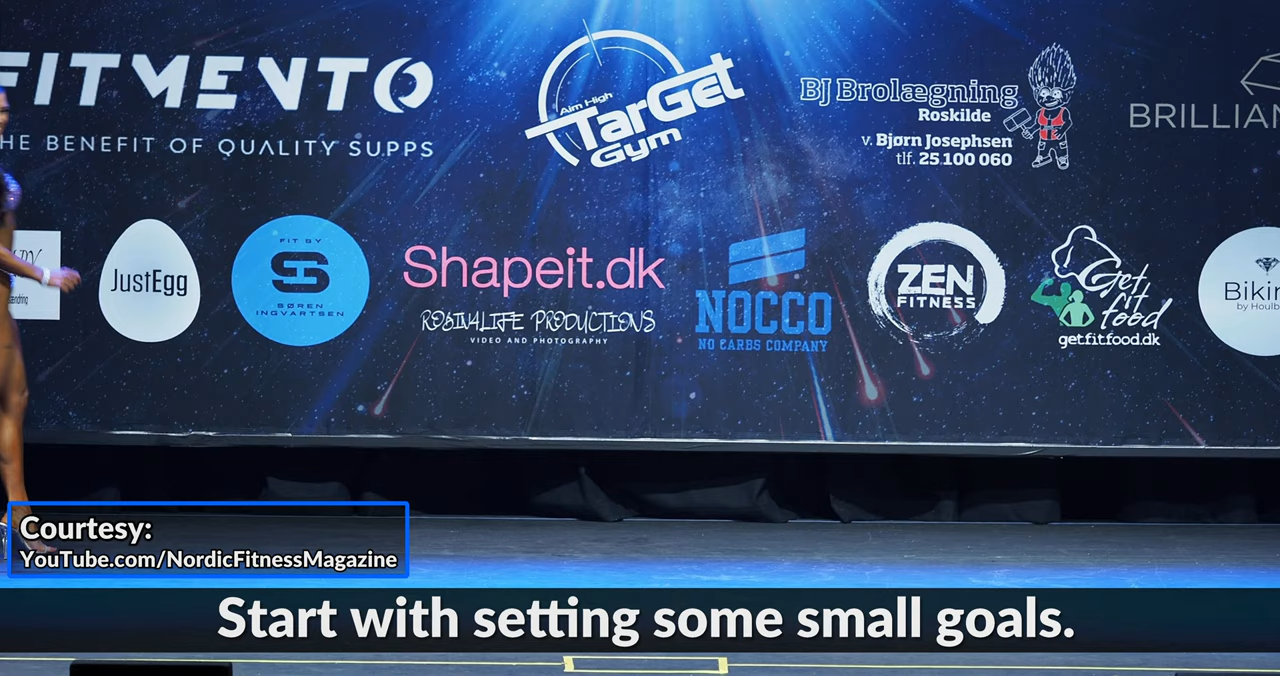 FITMENTO
HE BENEFIT OF QUALITY SUPPS
Aim High
TarGet
Gym
BJ Brolægning
Roskilde
v. Bjørn Josephsen
tlf. 25 100 060
BRILLIAN
JustEgg
FIT BY
S
SØREN
INGVARTSEN
Shapeit.dk
ROBINALIFE PRODUCTIONS
VIDEO AND PHOTOGRAPHY
NOCCO
NO CARBS COMPANY
ZEN
FITNESS
Get
fit
food
getfitfood.dk
Bikin
by Houlb
Courtesy:
YouTube.com/NordicFitnessMagazine
Start with setting some small goals.